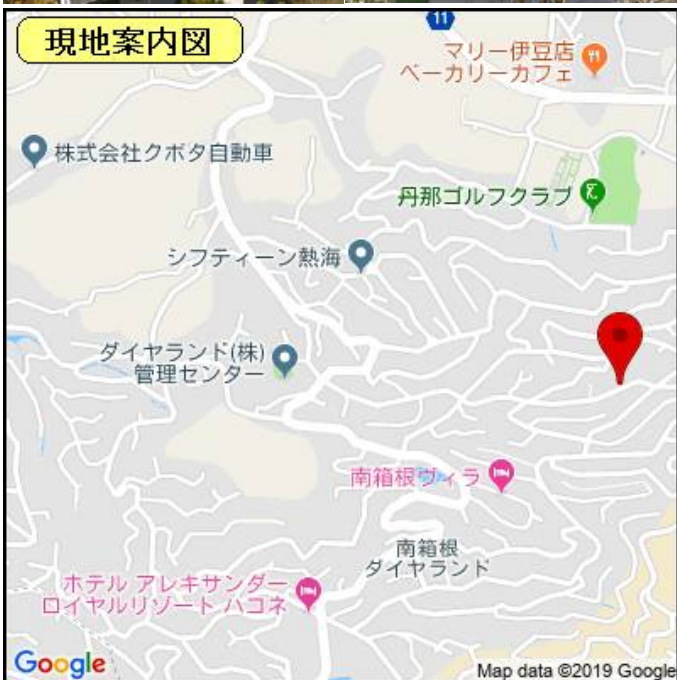 現地案内図
11
マリー伊豆店
ベーカリーカフェ
株式会社クボタ自動車
丹那ゴルフクラブ
シフティーン熱海
ダイヤランド(株)
管理センター
南箱根ヴィラ
南箱根
ダイヤランド
ホテル アレキサンダー
ロイヤルリゾート ハコネ
Google
Map data ©2019 Google